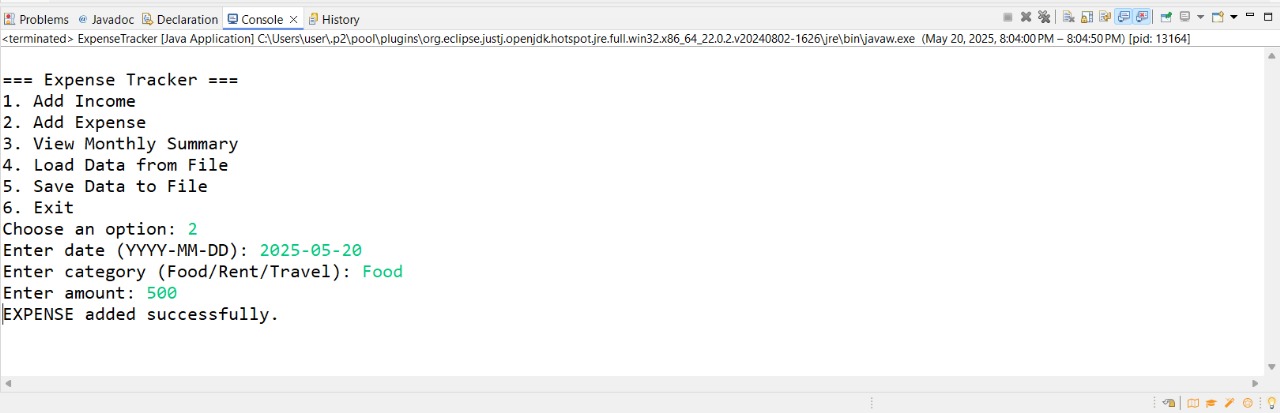 Problems @ Javadoc Declaration Console × History
<terminated> ExpenseTracker [Java Application] C:\Users\user\.p2\pool\plugins\org.eclipse.justj.openjdk.hotspot.jre.full.win32.x86_64_22.0.2.v20240802-1626\jre\bin\javaw.exe (May 20, 2025, 8:04:00 PM – 8:04:50 PM) [pid: 13164]
=== Expense Tracker ===
1. Add Income
2. Add Expense
3. View Monthly Summary
4. Load Data from File
5. Save Data to File
6. Exit
Choose an option: 2
Enter date (YYYY-MM-DD): 2025-05-20
Enter category (Food/Rent/Travel): Food
Enter amount: 500
EXPENSE added successfully.